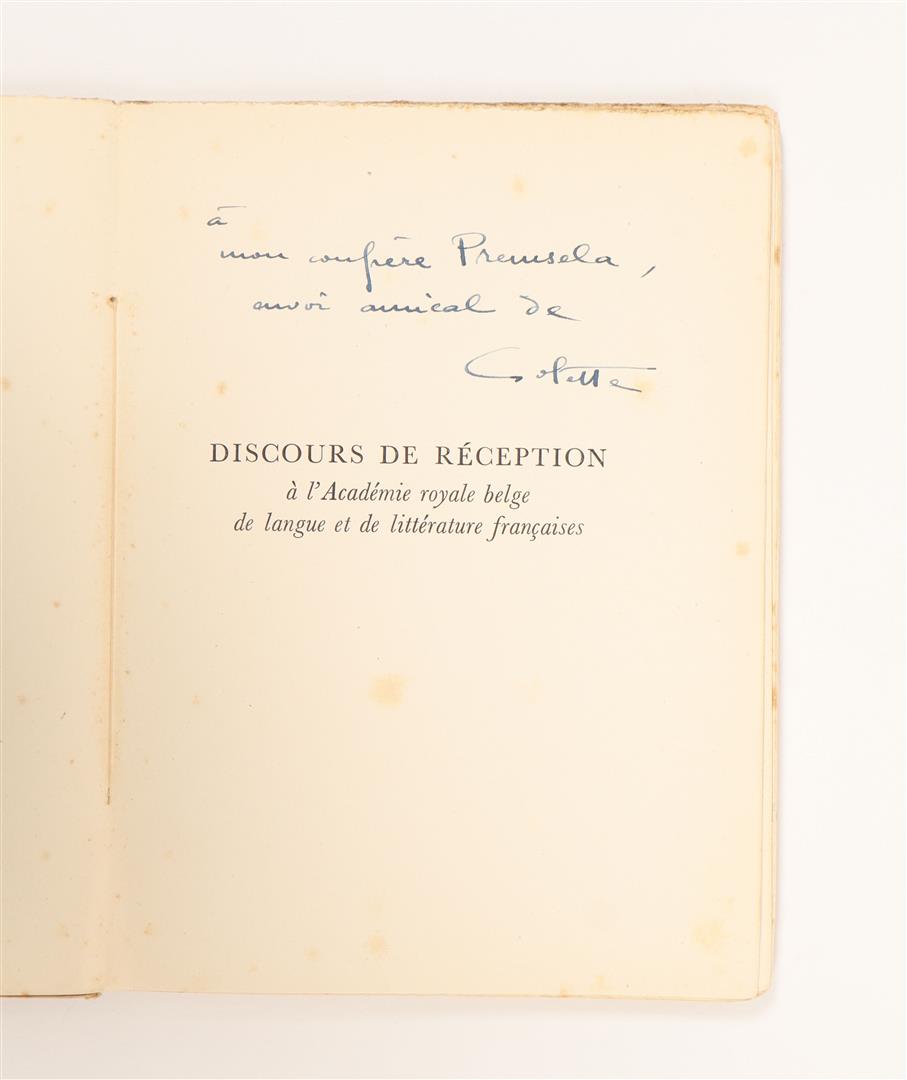 à
mon confrère Premsela,
envoi amical de
Colette
DISCOURS DE RÉCEPTION
à l'Académie royale belge
de langue et de littérature françaises